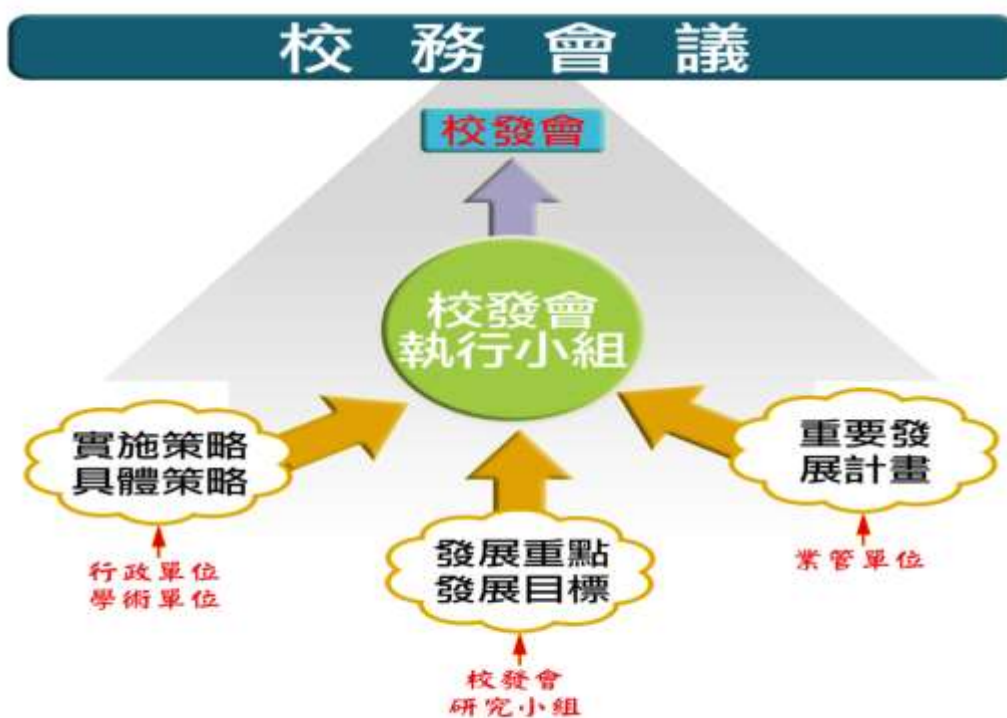 校務會議
校發會
校發會
執行小組
實施策略
具體策略
重要發
展計畫
發展重點
發展目標
行政單位
學術單位
業管單位
校發會
研究小組